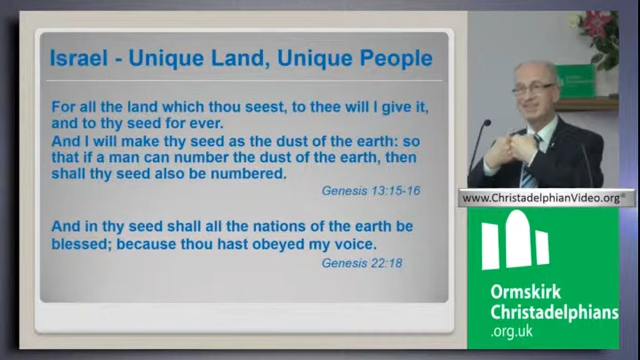 Israel - Unique Land, Unique People
For all the land which thou seest, to thee will I give it,
and to thy seed for ever.
And I will make thy seed as the dust of the earth: so
that if a man can number the dust of the earth, then
shall thy seed also be numbered.
Genesis 13:15-16
And in thy seed shall all the nations of the earth be
blessed; because thou hast obeyed my voice.
Genesis 22:18
www.ChristadelphianVideo.org®
Ormskirk
Christadelphians
.org.uk